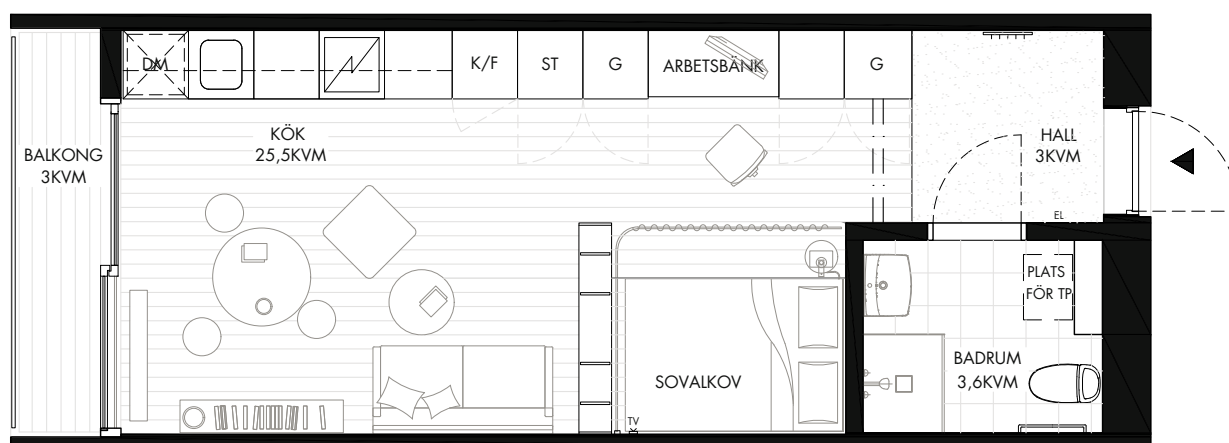 DM
K/F
ST
G
ARBETSBÄNK
G
KÖK
25,5KVM
BALKONG
3KVM
HALL
3KVM
EL
PLATS
FÖR TP
SOVALKOV
BADRUM
3,6KVM
TV